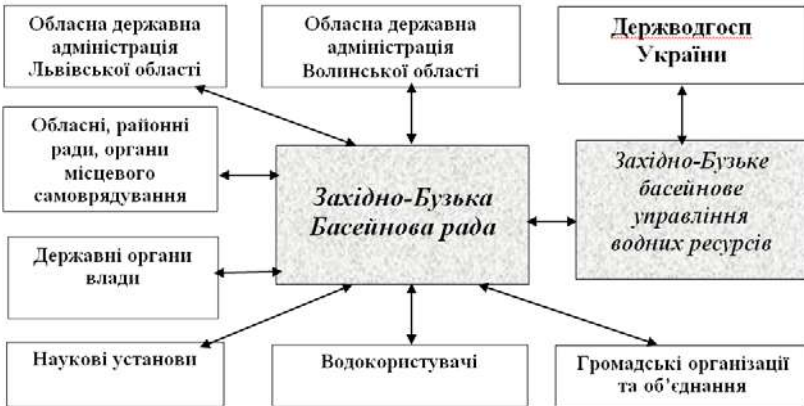 Обласна державна
адміністрація
Львівської області
Обласна державна
адміністрація
Волинської області
Держводгосп
України
Обласні, районні
ради, органи
місцевого
самоврядування
Західно-Бузька
Басейнова рада
Західно-Бузьке
басейнове
управління
водних ресурсів
Державні органи
влади
Наукові установи
Водокористувачі
Громадські організації
та об’єднання